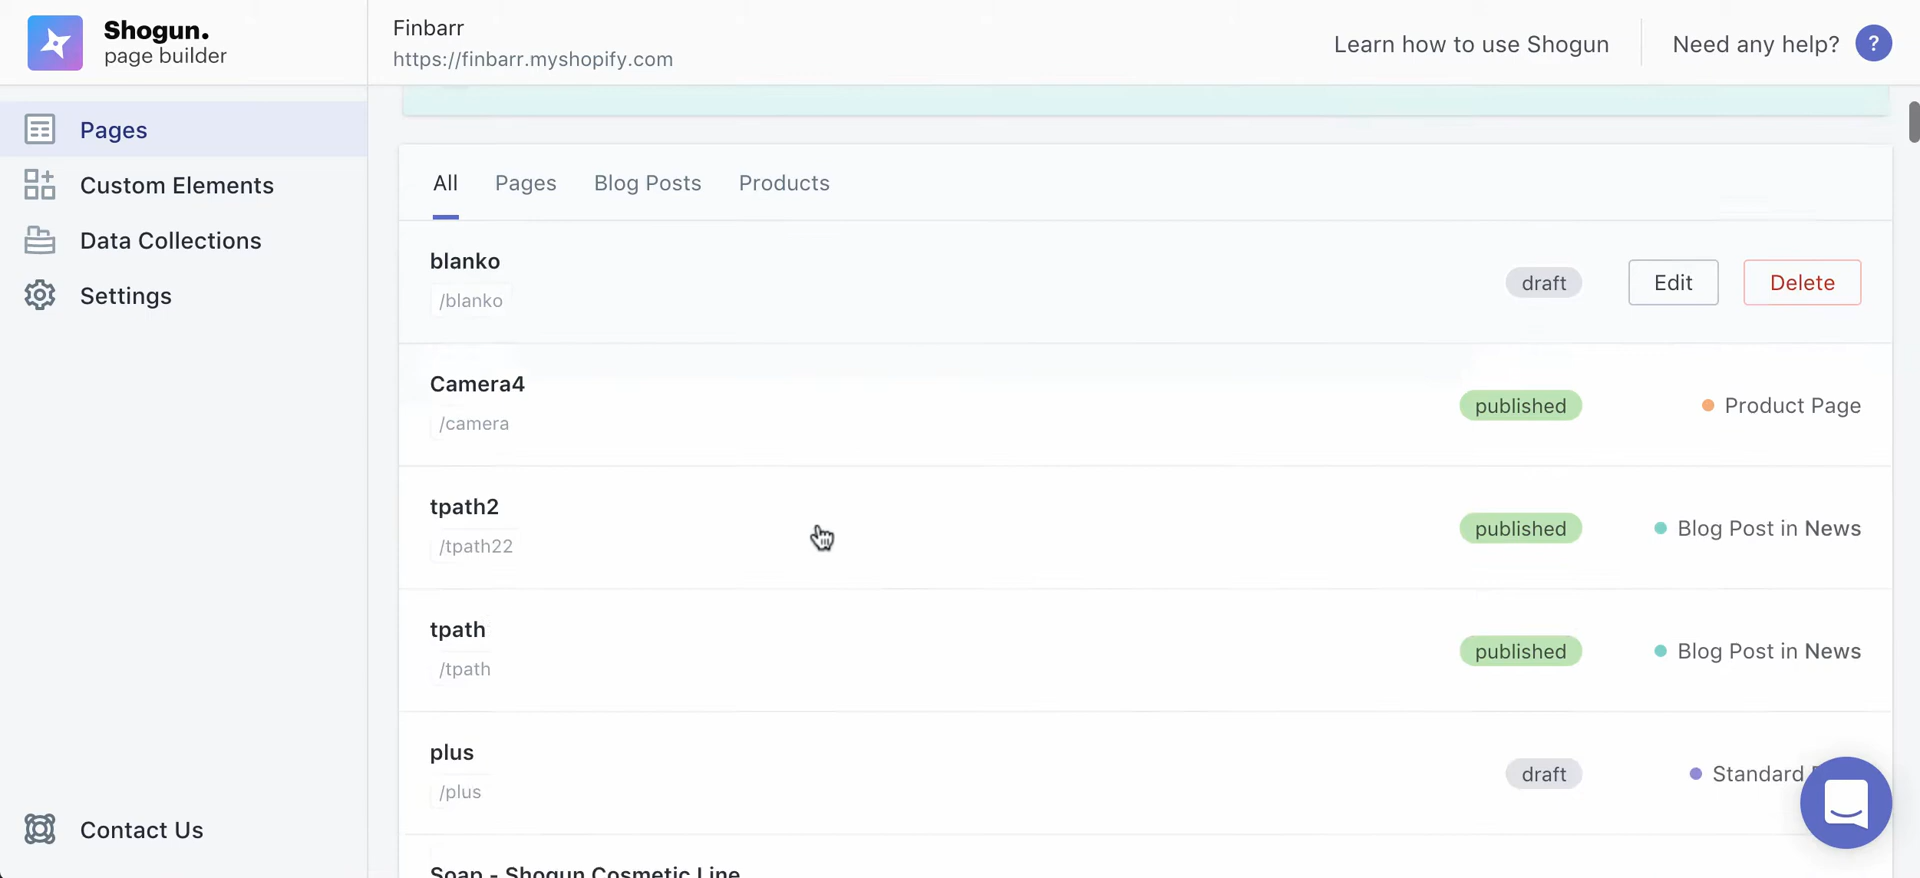 Shogun.
page builder
Finbarr
https://finbarr.myshopify.com
Learn how to use Shogun
Need any help?
?
Pages
Custom Elements
Data Collections
Settings
Contact Us
All
Pages
Blog Posts
Products
blanko
/blanko
draft
Edit
Delete
Camera4
/camera
published
Product Page
tpath2
/tpath22
published
Blog Post in News
tpath
/tpath
published
Blog Post in News
plus
/plus
draft
Standard
Soap - Shogun Cosmetic Line